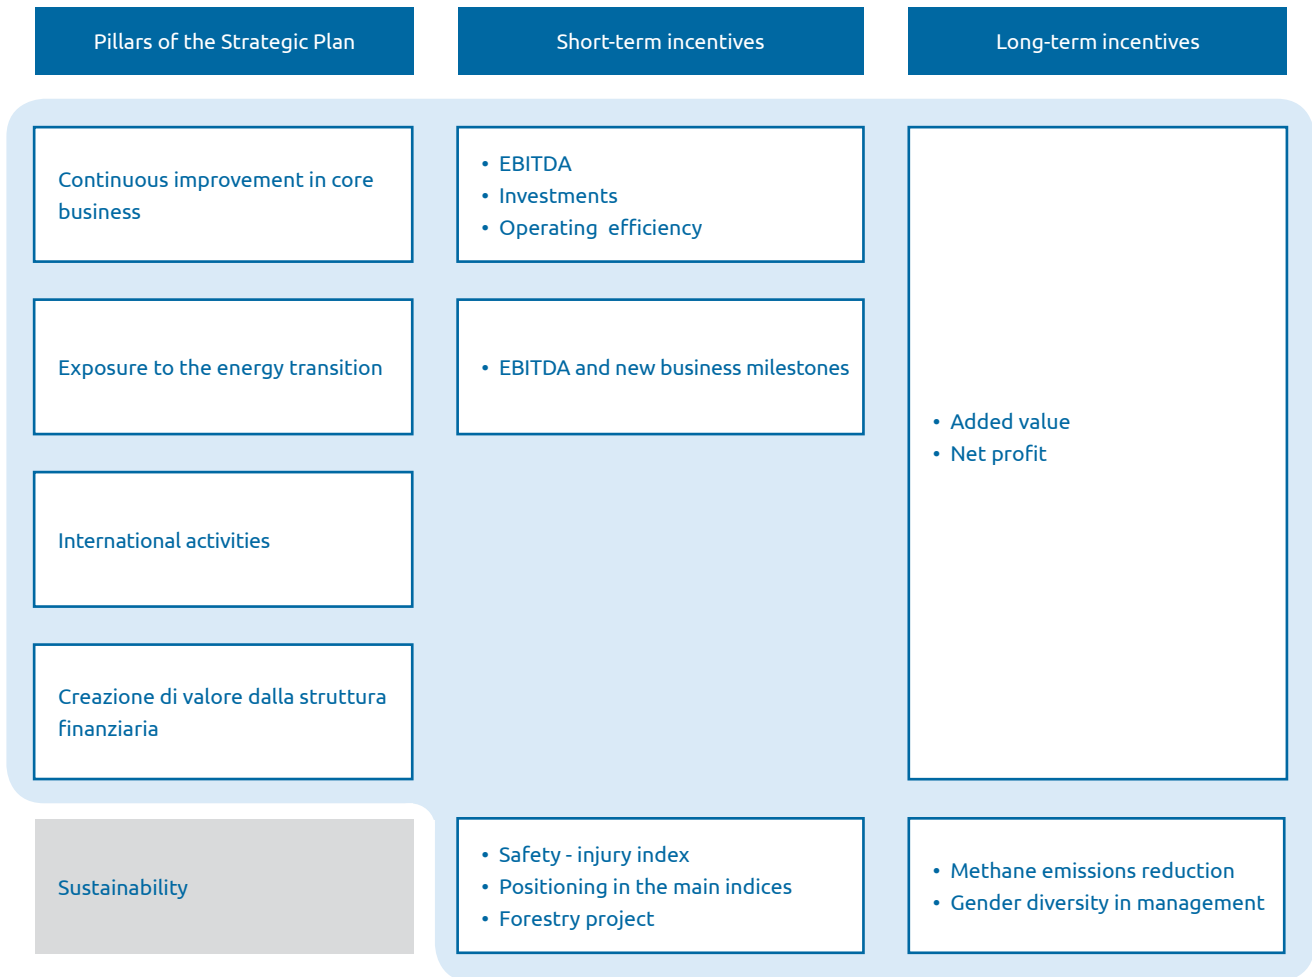 Pillars of the Strategic Plan
Short-term incentives
Long-term incentives
Continuous improvement in core
business
• EBITDA
• Investments
• Operating efficiency
Exposure to the energy transition
• EBITDA and new business milestones
• Added value
• Net profit
International activities
Creazione di valore dalla struttura
finanziaria
Sustainability
• Safety - injury index
• Positioning in the main indices
• Forestry project
• Methane emissions reduction
• Gender diversity in management